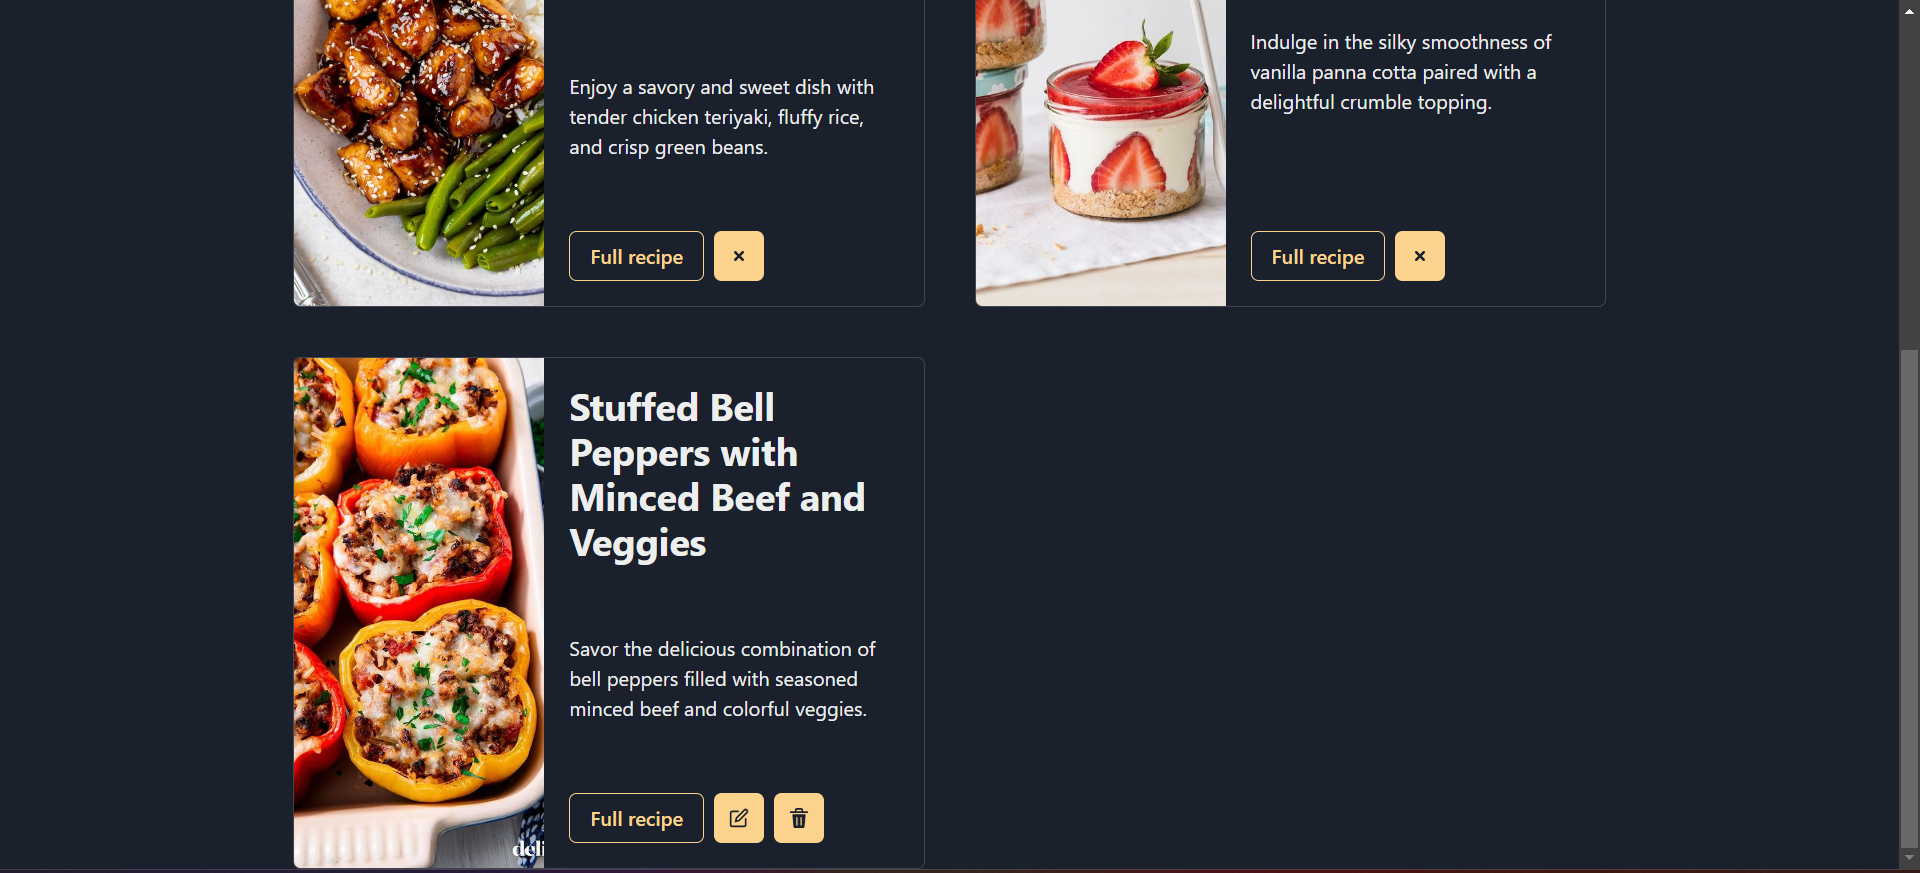 Enjoy a savory and sweet dish with
tender chicken teriyaki, fluffy rice,
and crisp green beans.
Full recipe
Indulge in the silky smoothness of
vanilla panna cotta paired with a
delightful crumble topping.
Full recipe
Stuffed Bell
Peppers with
Minced Beef and
Veggies
Savor the delicious combination of
bell peppers filled with seasoned
minced beef and colorful veggies.
Full recipe
deli